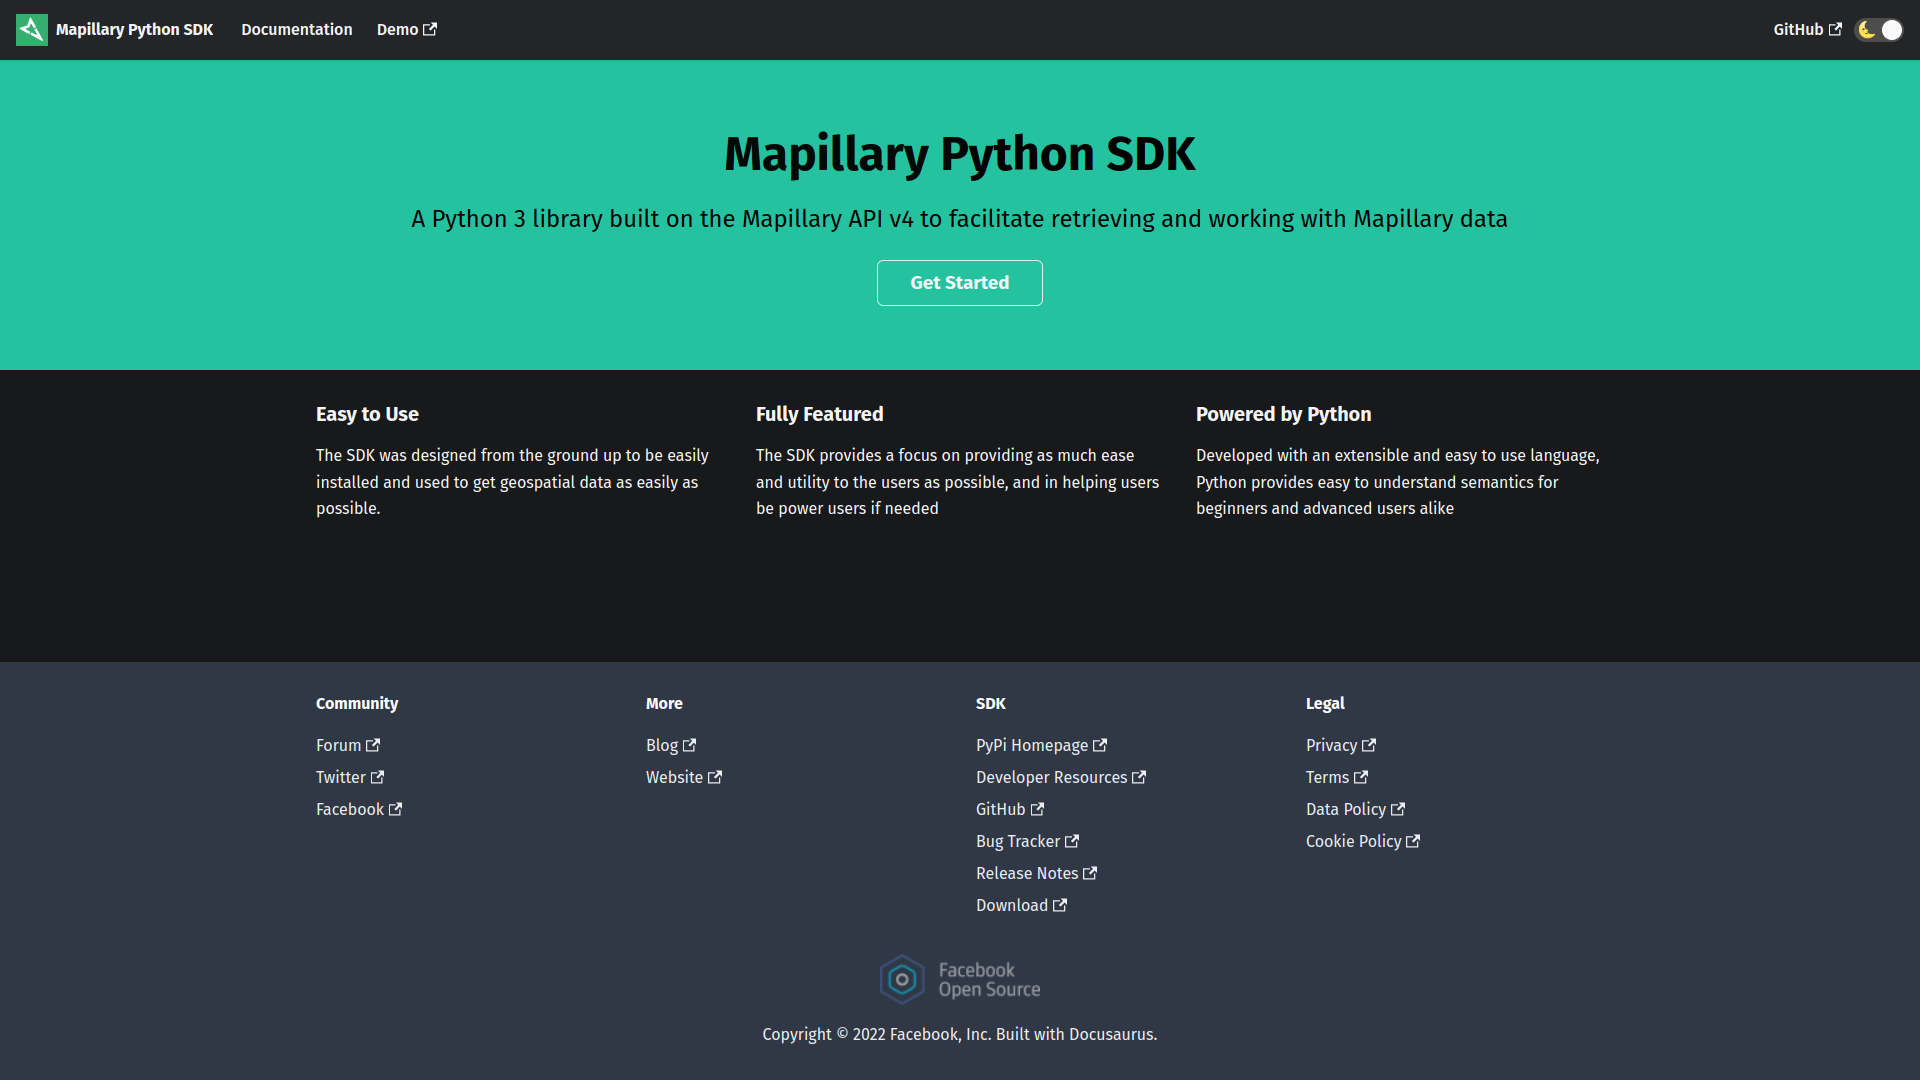 Mapillary Python SDK Documentation Demo GitHub
Mapillary Python SDK
A Python 3 library built on the Mapillary API v4 to facilitate retrieving and working with Mapillary data
Get Started
Easy to Use
The SDK was designed from the ground up to be easily
installed and used to get geospatial data as easily as
possible.
Fully Featured
The SDK provides a focus on providing as much ease
and utility to the users as possible, and in helping users
be power users if needed
Powered by Python
Developed with an extensible and easy to use language,
Python provides easy to understand semantics for
beginners and advanced users alike
Community
Forum
Twitter
Facebook
More
Blog
Website
SDK
PyPi Homepage
Developer Resources
GitHub
Bug Tracker
Release Notes
Download
Legal
Privacy
Terms
Data Policy
Cookie Policy
Facebook
Open Source
Copyright © 2022 Facebook, Inc. Built with Docusaurus.